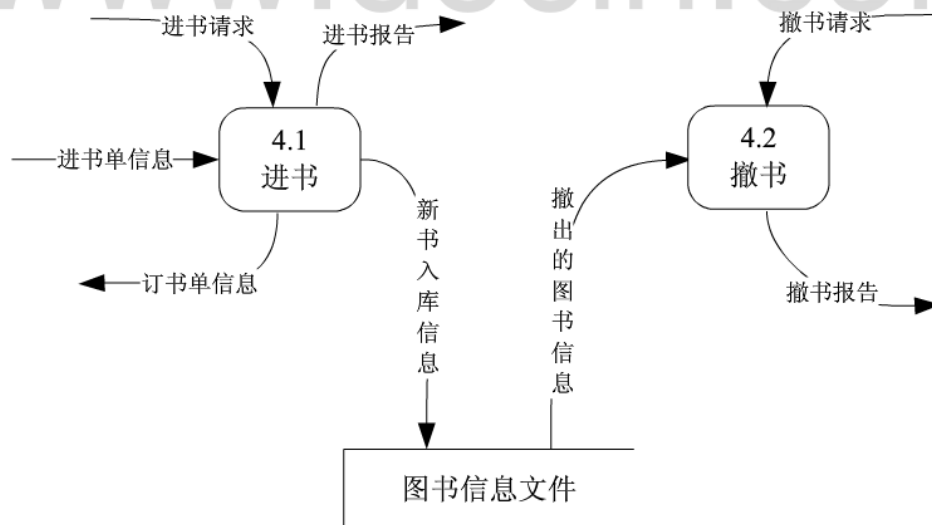 进书请求
进书报告
撤书请求
4.1
进书
4.2
撤书
进书单信息
新书入库信息
撤出的图书信息
订书单信息
撤书报告
图书信息文件